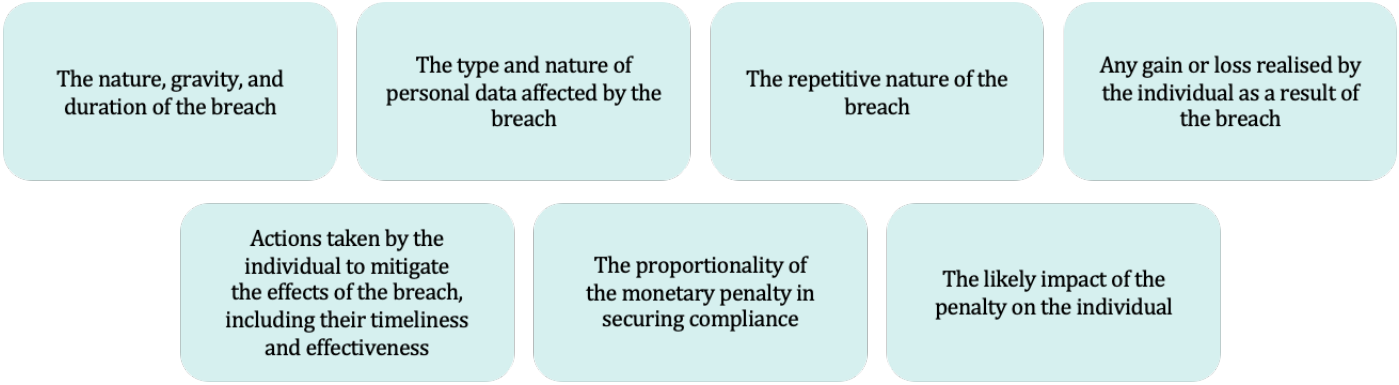 The nature, gravity, and
duration of the breach
The type and nature of
personal data affected by the
breach
The repetitive nature of the
breach
Any gain or loss realised by
the individual as a result of
the breach
Actions taken by the
individual to mitigate
the effects of the breach,
including their timeliness
and effectiveness
The proportionality of
the monetary penalty in
securing compliance
The likely impact of the
penalty on the individual